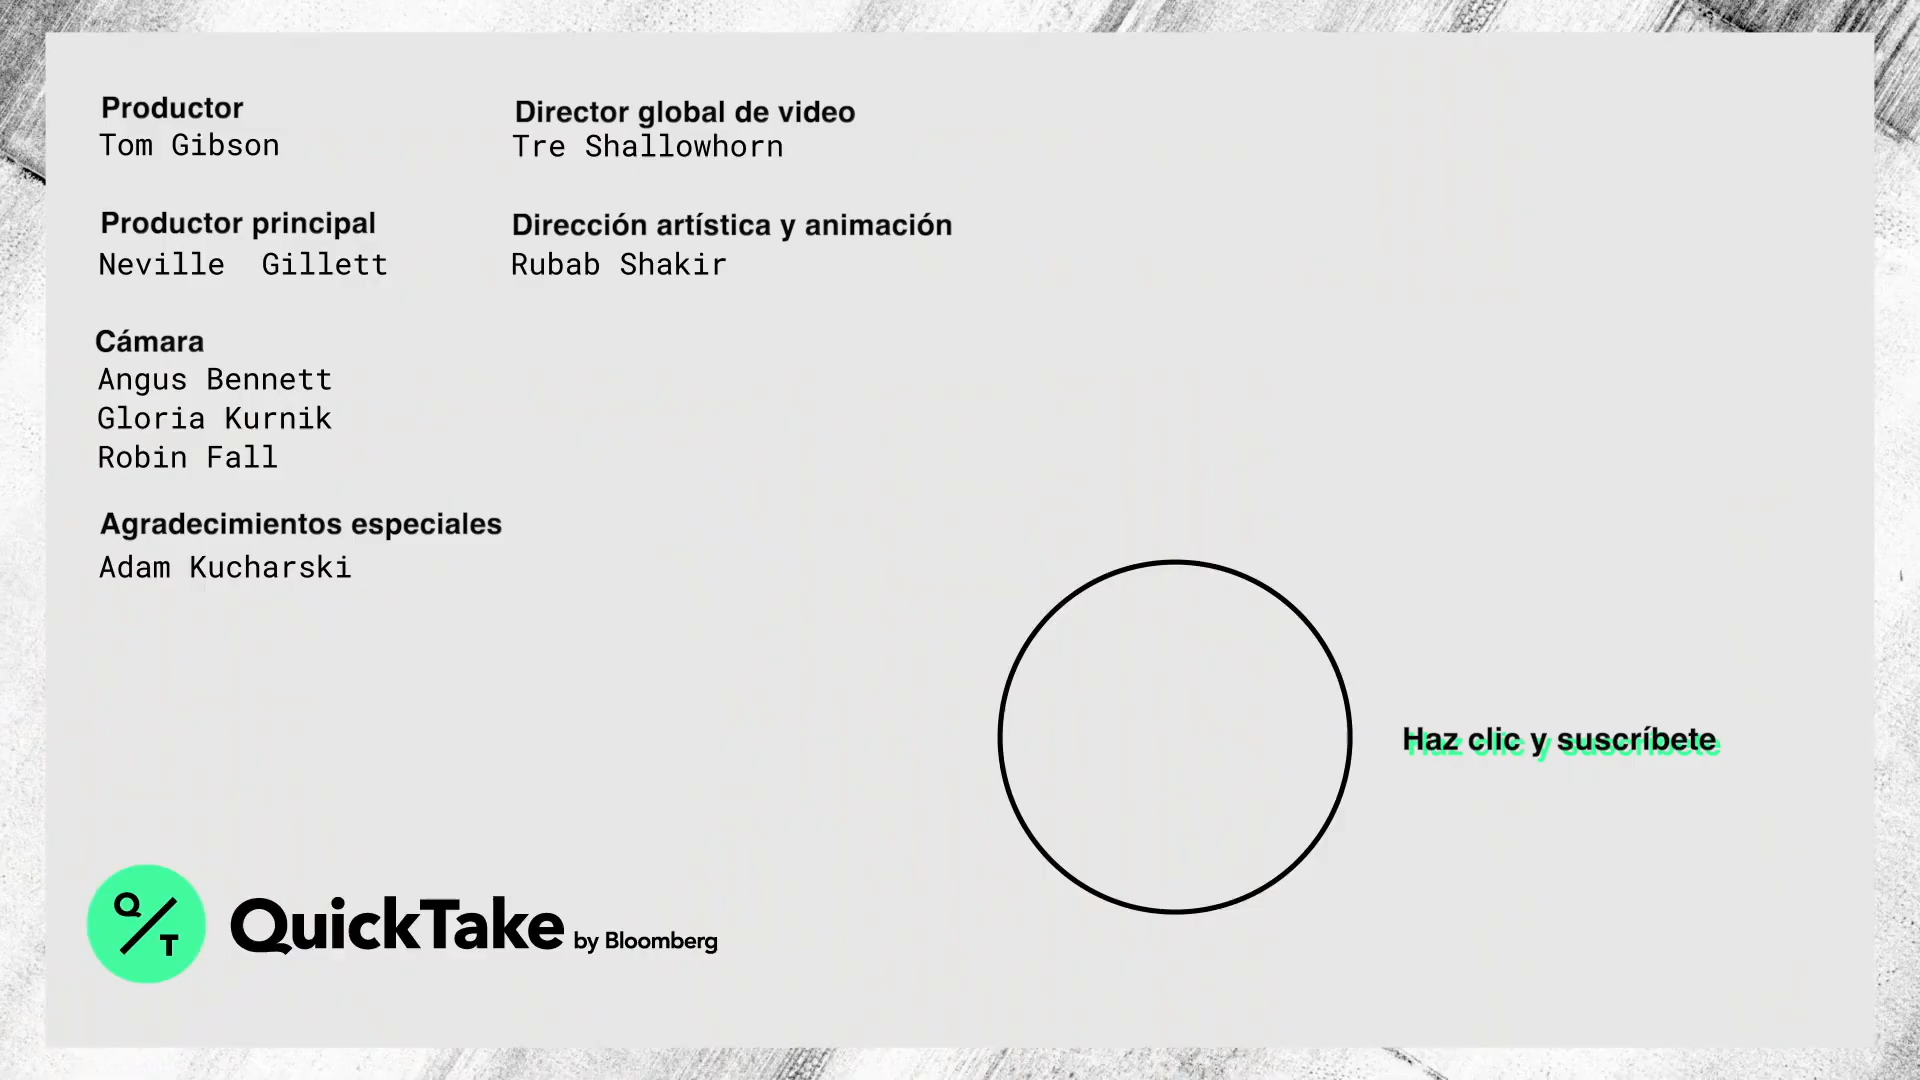 Productor
Tom Gibson
Productor principal
Neville Gillett
Cámara
Angus Bennett
Gloria Kurnik
Robin Fall
Agradecimientos especiales
Adam Kucharski
Director global de video
Tre Shallowhorn
Dirección artística y animación
Rubab Shakir
Haz clic y suscríbete
Q/T
QuickTake by Bloomberg